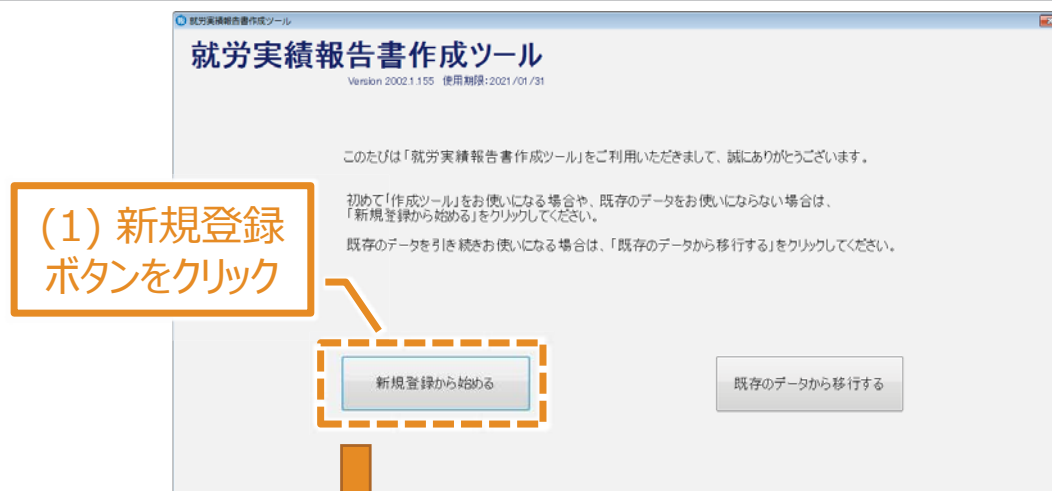 就労実績報告書作成ツール
就労実績報告書作成ツール
Version 2002.1.155 使用期限:2021/01/31
このたびは「就労実績報告書作成ツール」をご利用いただきまして、誠にありがとうございます。
初めて「作成ツール」をお使いになる場合や、既存のデータをお使いにならない場合は、
「新規登録から始める」をクリックしてください。
既存のデータを引き続きお使いになる場合は、「既存のデータから移行する」をクリックしてください。
(1) 新規登録
ボタンをクリック
新規登録から始める
既存のデータから移行する